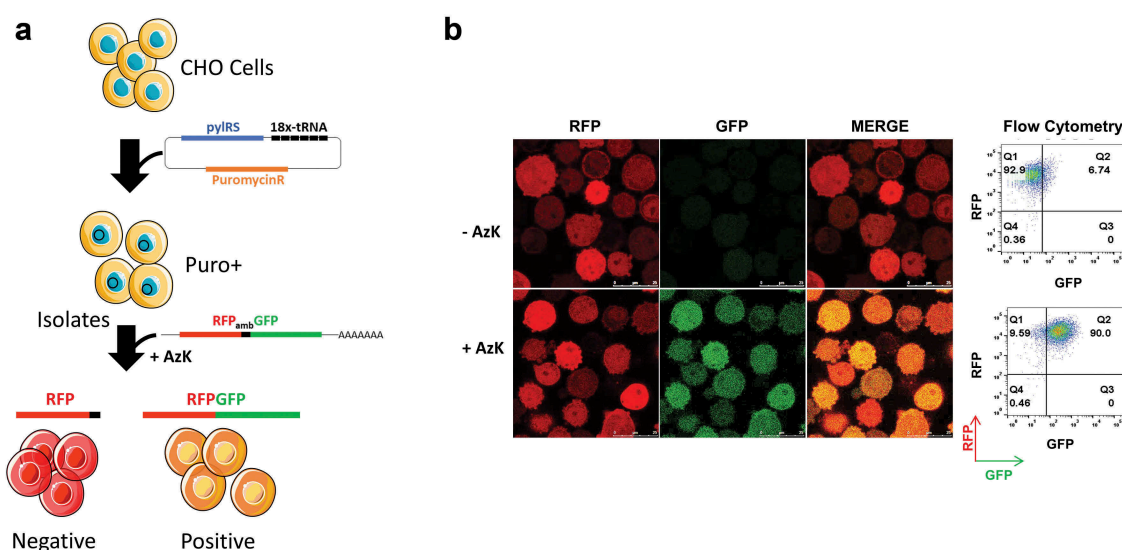 a
CHO Cells
pylRS
18x-tRNA
PuromycinR
Puro+
Isolates
RFPambGFP
AAAAAAA
+ AzK
RFP
RFPGFP
Negative
Positive
b
RFP
GFP
MERGE
Flow Cytometry
- AzK
Q1
92.9
Q2
6.74
Q4
0.36
Q3
0
RFP
GFP
+ AzK
Q1
9.59
Q2
90.0
Q4
0.46
Q3
0
RFP
GFP
RFP
GFP